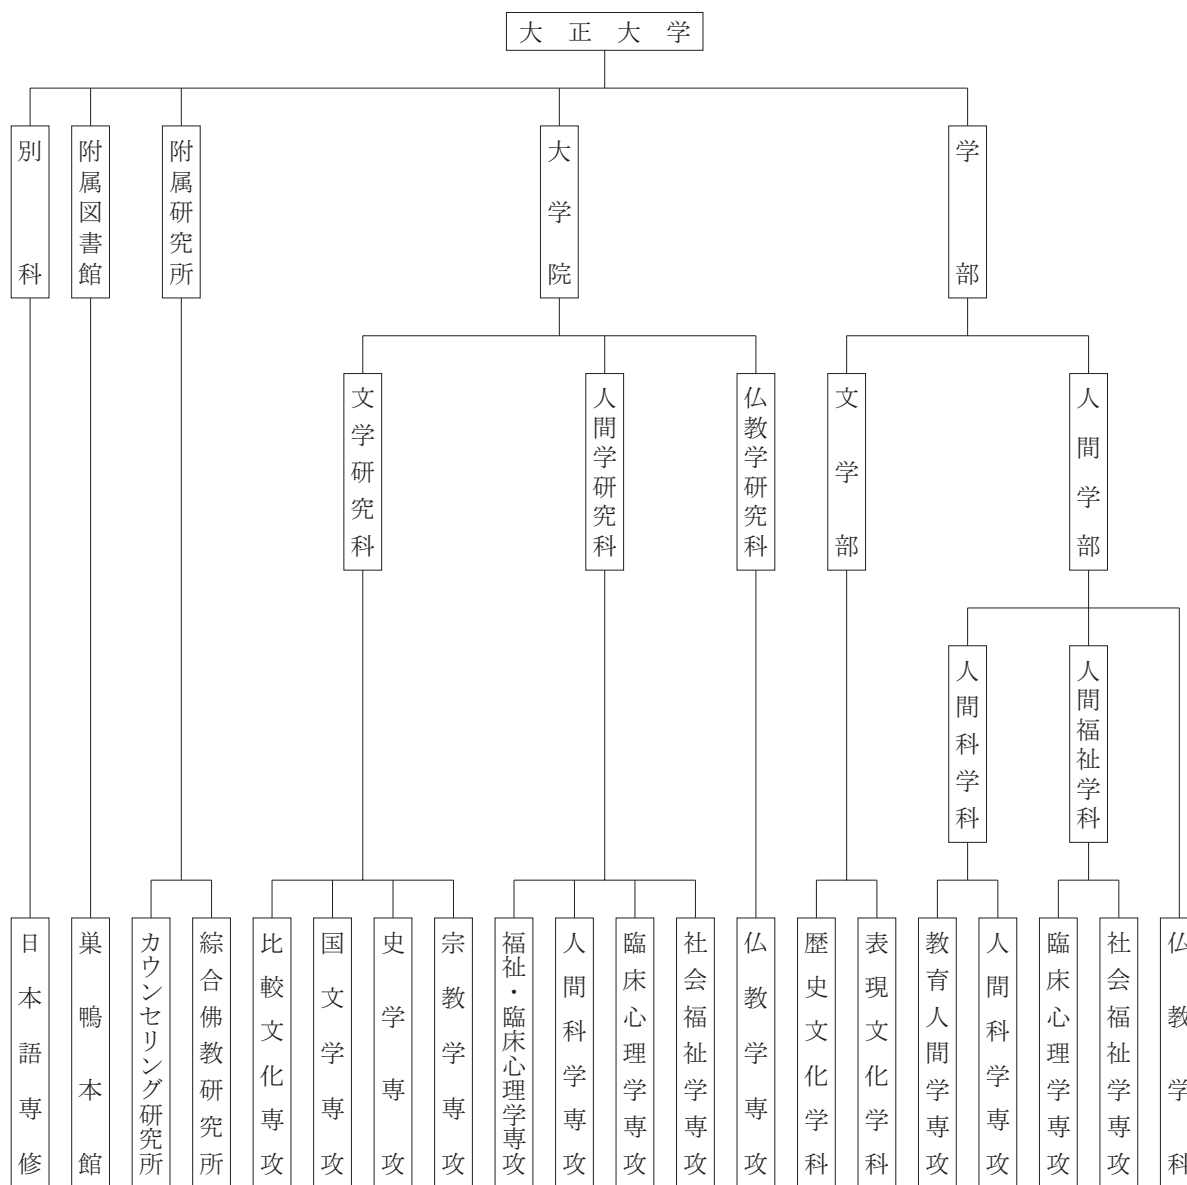 大正大学
学部
大学院
附属研究所
附属図書館
別科
人間学部
文学部
仏教学研究科
人間学研究科
文学研究科
人間福祉学科
人間科学科
仏教学科
社会福祉学専攻
臨床心理学専攻
人間科学専攻
教育人間学専攻
表現文化学科
歴史文化学科
仏教学専攻
社会福祉学専攻
臨床心理学専攻
人間科学専攻
福祉・臨床心理学専攻
宗教学専攻
史学専攻
国文学専攻
比較文化専攻
綜合佛教研究所
カウンセリング研究所
巣鴨本館
日本語専修